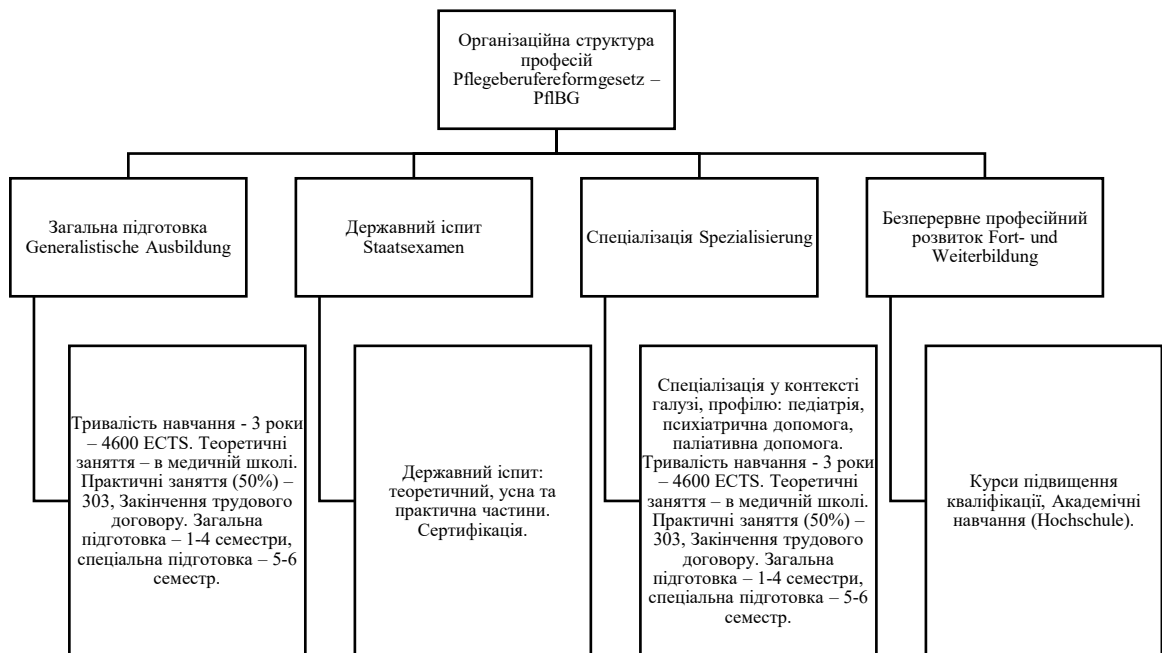 Організаційна структура
професій
Pflegeberufereformgesetz –
PflBG
Загальна підготовка
Generalistische Ausbildung
Державний іспит
Staatsexamen
Спеціалізація Spezialisierung
Безперервне професійний
розвиток Fort- und
Weiterbildung
Тривалість навчання - 3 роки
– 4600 ECTS. Теоретичні
заняття – в медичній школі.
Практичні заняття (50%) –
303, Закінчення трудового
договору. Загальна
підготовка – 1-4 семестри,
спеціальна підготовка – 5-6
семестр.
Державний іспит:
теоретичний, усна та
практична частини.
Сертифікація.
Спеціалізація у контексті
галузі, профілю: педіатрія,
психіатрична допомога,
паліативна допомога.
Тривалість навчання - 3 роки
– 4600 ECTS. Теоретичні
заняття – в медичній школі.
Практичні заняття (50%) –
303, Закінчення трудового
договору. Загальна
підготовка – 1-4 семестри,
спеціальна підготовка – 5-6
семестр.
Курси підвищення
кваліфікації, Академічні
навчання (Hochschule).